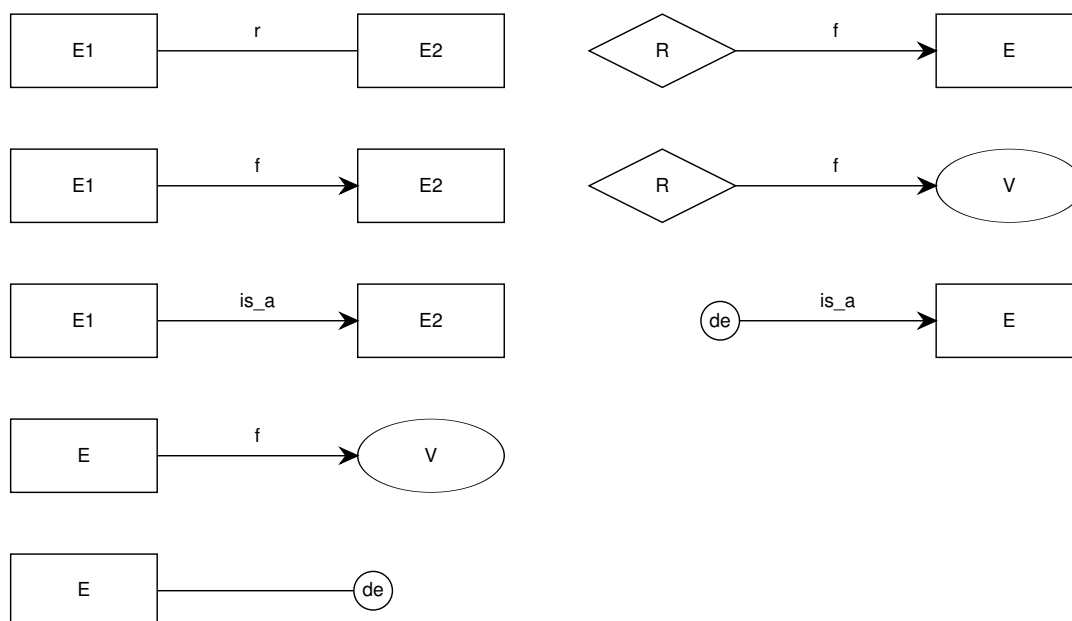 E1 r E2
R f E
E1 f E2
R f V
E1 is_a E2
de is_a E
E f V
E de